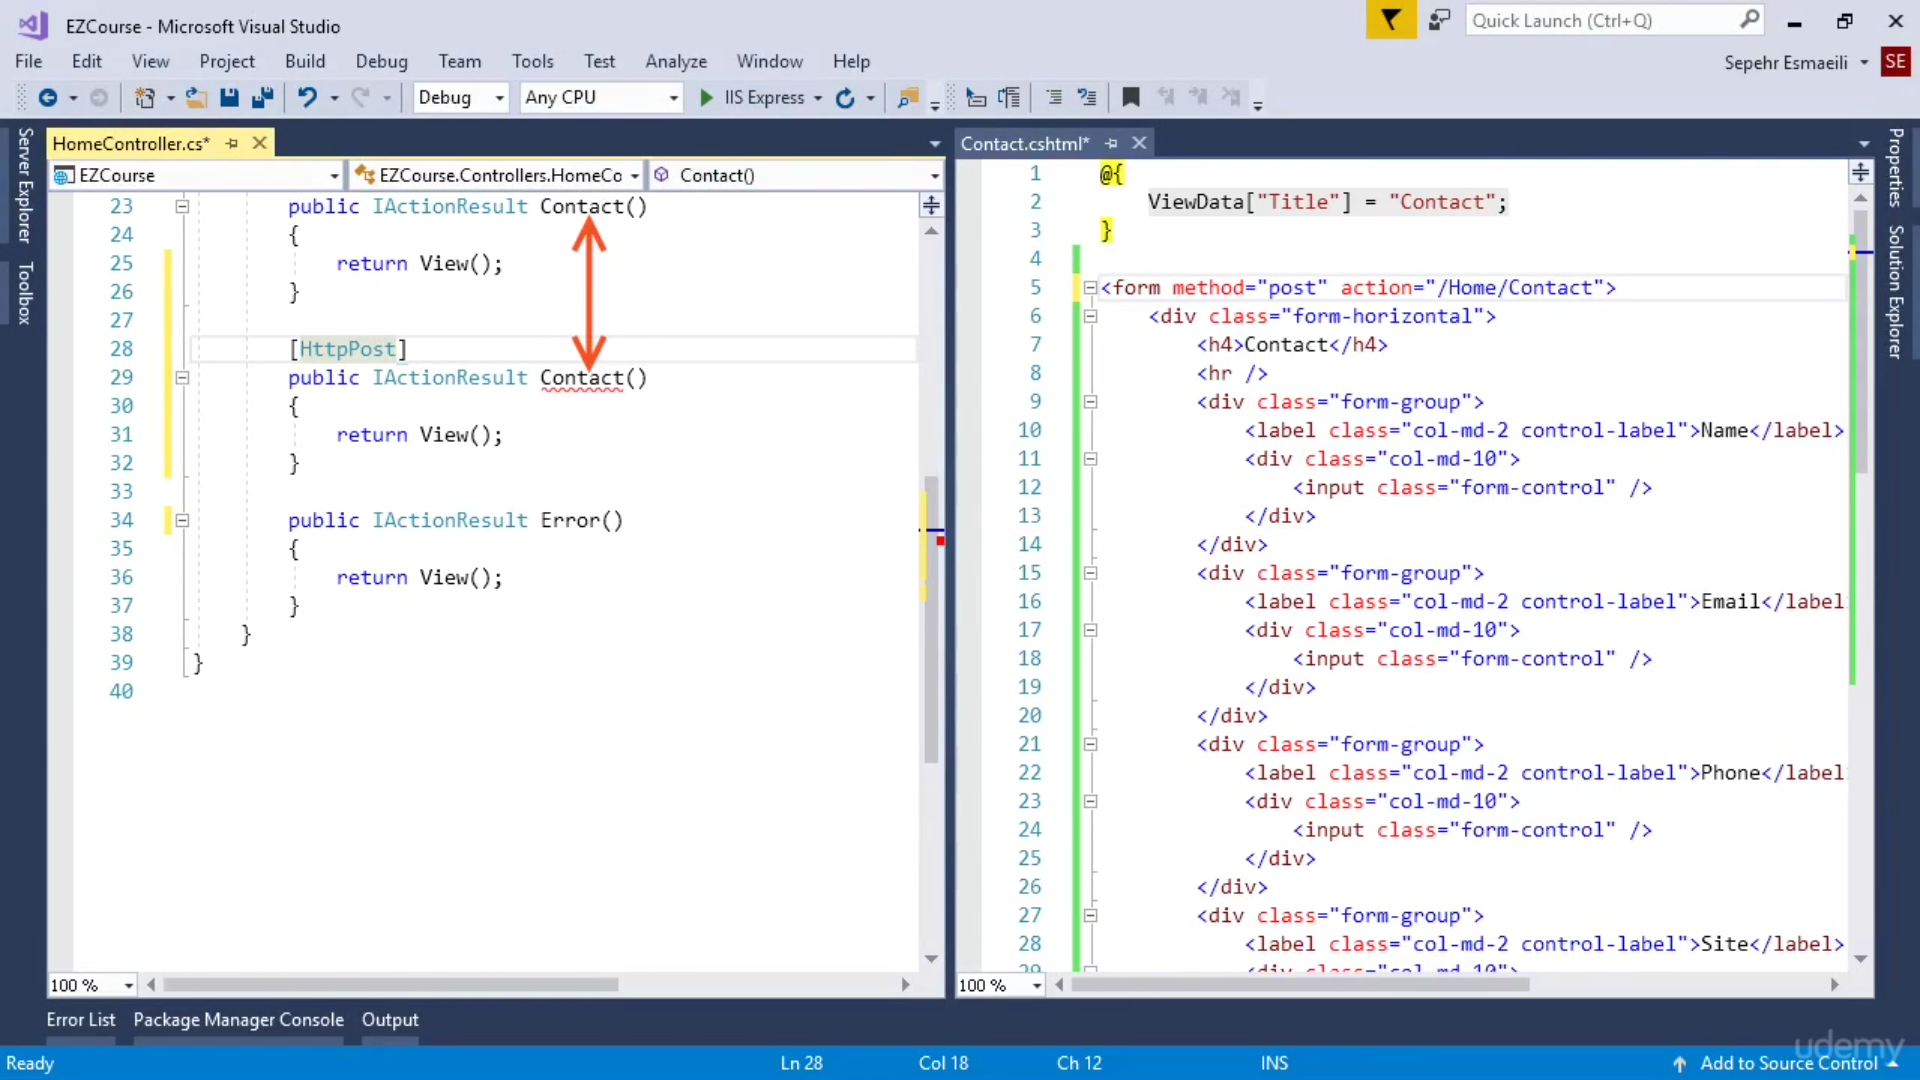 EZCourse - Microsoft Visual Studio
Quick Launch (Ctrl+Q)
File Edit View Project Build Debug Team Tools Test Analyze Window Help
Sepehr Esmaeili SE
Debug Any CPU IIS Express
Server Explorer
Toolbox
HomeController.cs*
EZCourse EZCourse.Controllers.HomeCo Contact()
23 public IActionResult Contact()
24 {
25 return View();
26 }
27
28 [HttpPost]
29 public IActionResult Contact()
30 {
31 return View();
32 }
33
34 public IActionResult Error()
35 {
36 return View();
37 }
38 }
39 }
40
100 %
Contact.cshtml*
1 @{
2 ViewData["Title"] = "Contact";
3 }
4
5 <form method="post" action="/Home/Contact">
6 <div class="form-horizontal">
7 <h4>Contact</h4>
8 <hr />
9 <div class="form-group">
10 <label class="col-md-2 control-label">Name</label>
11 <div class="col-md-10">
12 <input class="form-control" />
13 </div>
14 </div>
15 <div class="form-group">
16 <label class="col-md-2 control-label">Email</label
17 <div class="col-md-10">
18 <input class="form-control" />
19 </div>
20 </div>
21 <div class="form-group">
22 <label class="col-md-2 control-label">Phone</label
23 <div class="col-md-10">
24 <input class="form-control" />
25 </div>
26 </div>
27 <div class="form-group">
28 <label class="col-md-2 control-label">Site</label>
29 <div class="col-md-10">
100 %
Properties
Solution Explorer
Error List Package Manager Console Output
udemy
Ready Ln 28 Col 18 Ch 12 INS Add to Source Control